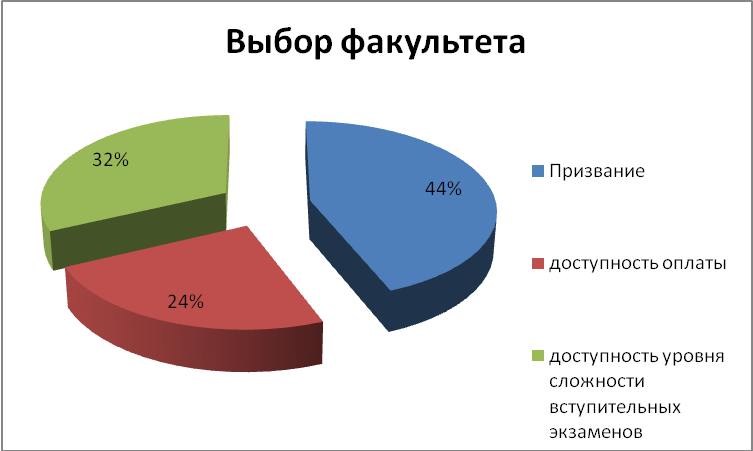 Выбор факультета
32%
44%
24%
Призвание
доступность оплаты
доступность уровня
сложности
вступительных
экзаменов